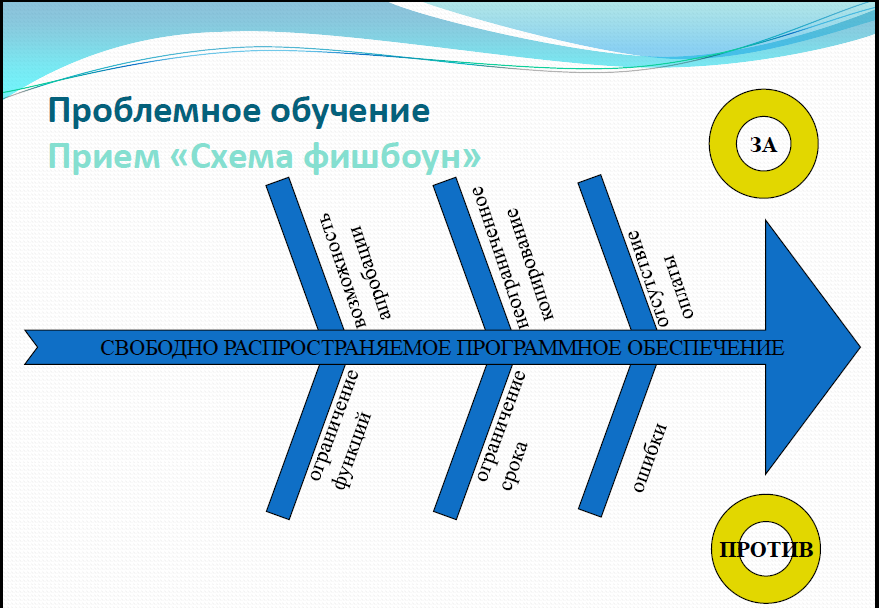 Проблемное обучение
Прием «Схема фишбоун»
ЗА
возможность
апробации
неограниченное
копирование
отсутствие
оплаты
СВОБОДНО РАСПРОСТРАНЯЕМОЕ ПРОГРАММНОЕ ОБЕСПЕЧЕНИЕ
ограничение
функций
ограничение
срока
ошибки
ПРОТИВ